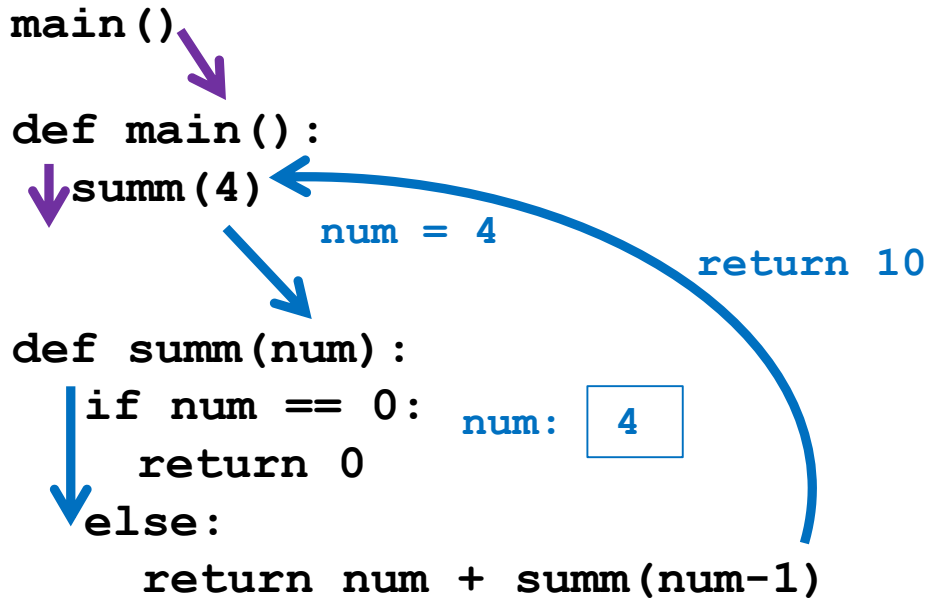 main()
def main():
summ(4)
num = 4
return 10
def summ(num):
if num == 0:
num: 4
return 0
else:
return num + summ(num-1)